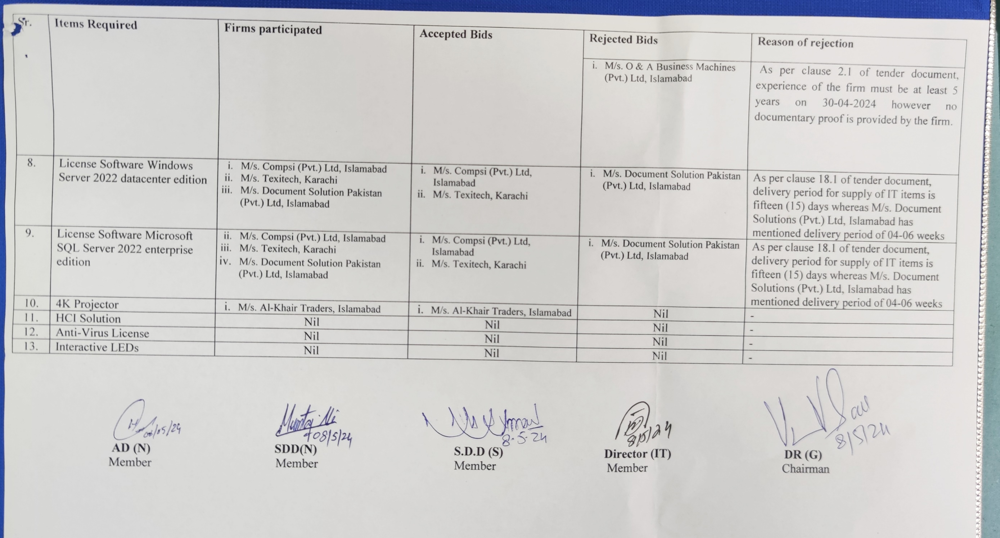 Sr.
Items Required
Firms participated
Accepted Bids
Rejected Bids
Reason of rejection
i. M/s. O & A Business Machines
(Pvt.) Ltd, Islamabad
As per clause 2.1 of tender document,
experience of the firm must be at least 5
years on 30-04-2024 however no
documentary proof is provided by the firm.
8.
License Software Windows
Server 2022 datacenter edition
i. M/s. Compsi (Pvt.) Ltd, Islamabad
ii. M/s. Texitech, Karachi
iii. M/s. Document Solution Pakistan
(Pvt.) Ltd, Islamabad
i. M/s. Compsi (Pvt.) Ltd,
Islamabad
ii. M/s. Texitech, Karachi
i. M/s. Document Solution Pakistan
(Pvt.) Ltd, Islamabad
As per clause 18.1 of tender document,
delivery period for supply of IT items is
fifteen (15) days whereas M/s. Document
Solutions (Pvt.) Ltd, Islamabad has
mentioned delivery period of 04-06 weeks
9.
License Software Microsoft
SQL Server 2022 enterprise
edition
ii. M/s. Compsi (Pvt.) Ltd, Islamabad
iii. M/s. Texitech, Karachi
iv. M/s. Document Solution Pakistan
(Pvt.) Ltd, Islamabad
i. M/s. Compsi (Pvt.) Ltd,
Islamabad
ii. M/s. Texitech, Karachi
i. M/s. Document Solution Pakistan
(Pvt.) Ltd, Islamabad
As per clause 18.1 of tender document,
delivery period for supply of IT items is
fifteen (15) days whereas M/s. Document
Solutions (Pvt.) Ltd, Islamabad has
mentioned delivery period of 04-06 weeks
10.
4K Projector
i. M/s. Al-Khair Traders, Islamabad
i. M/s. Al-Khair Traders, Islamabad
Nil
-
11.
HCI Solution
Nil
Nil
Nil
-
12.
Anti-Virus License
Nil
Nil
Nil
-
13.
Interactive LEDs
Nil
Nil
Nil
-
08/5/24
AD (N)
Member
SDD(N)
Member
8-5-24
S.D.D (S)
Member
8/5/24
Director (IT)
Member
8/5/24
DR (G)
Chairman